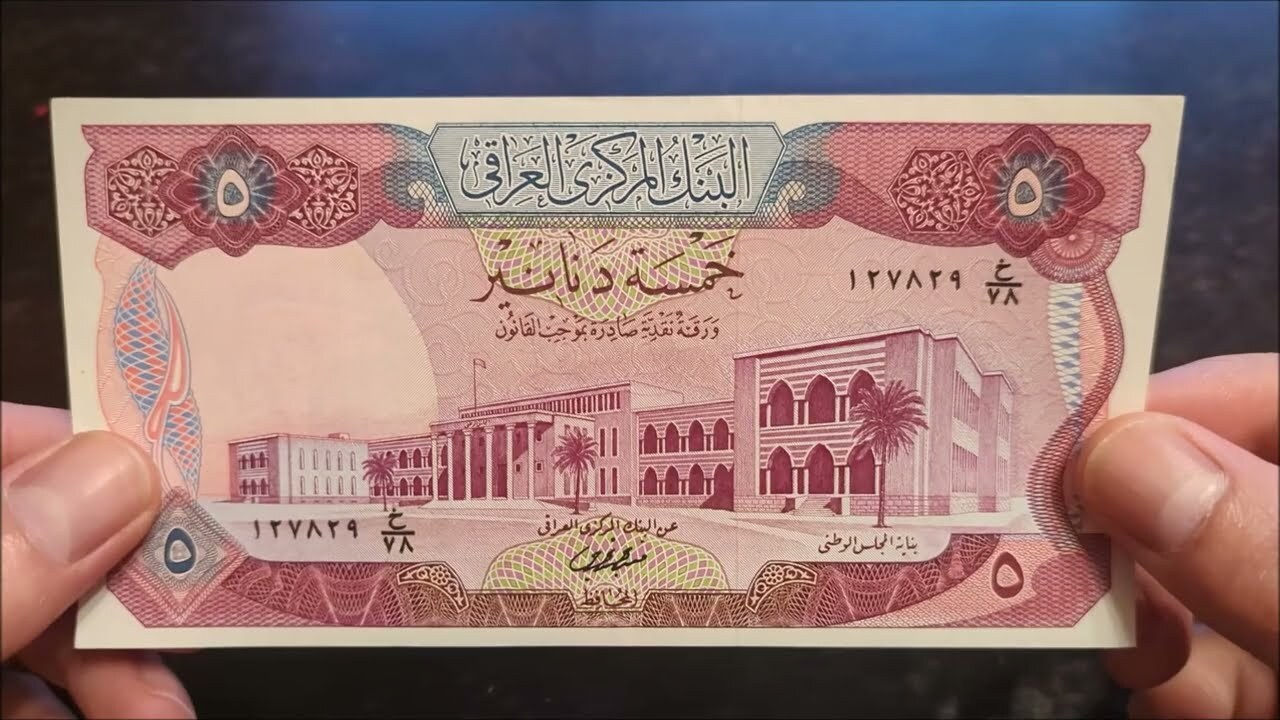 البنك المركزي العراقي
٥
٥
خمسة دنانير
ورقة نقدية صادرة بموجب القانون
خ
٧٨
١٢٧٨٢٩
خ
٧٨
١٢٧٨٢٩
عن البنك المركزي العراقي
المحافظ
بناية المجلس الوطني
٥
٥